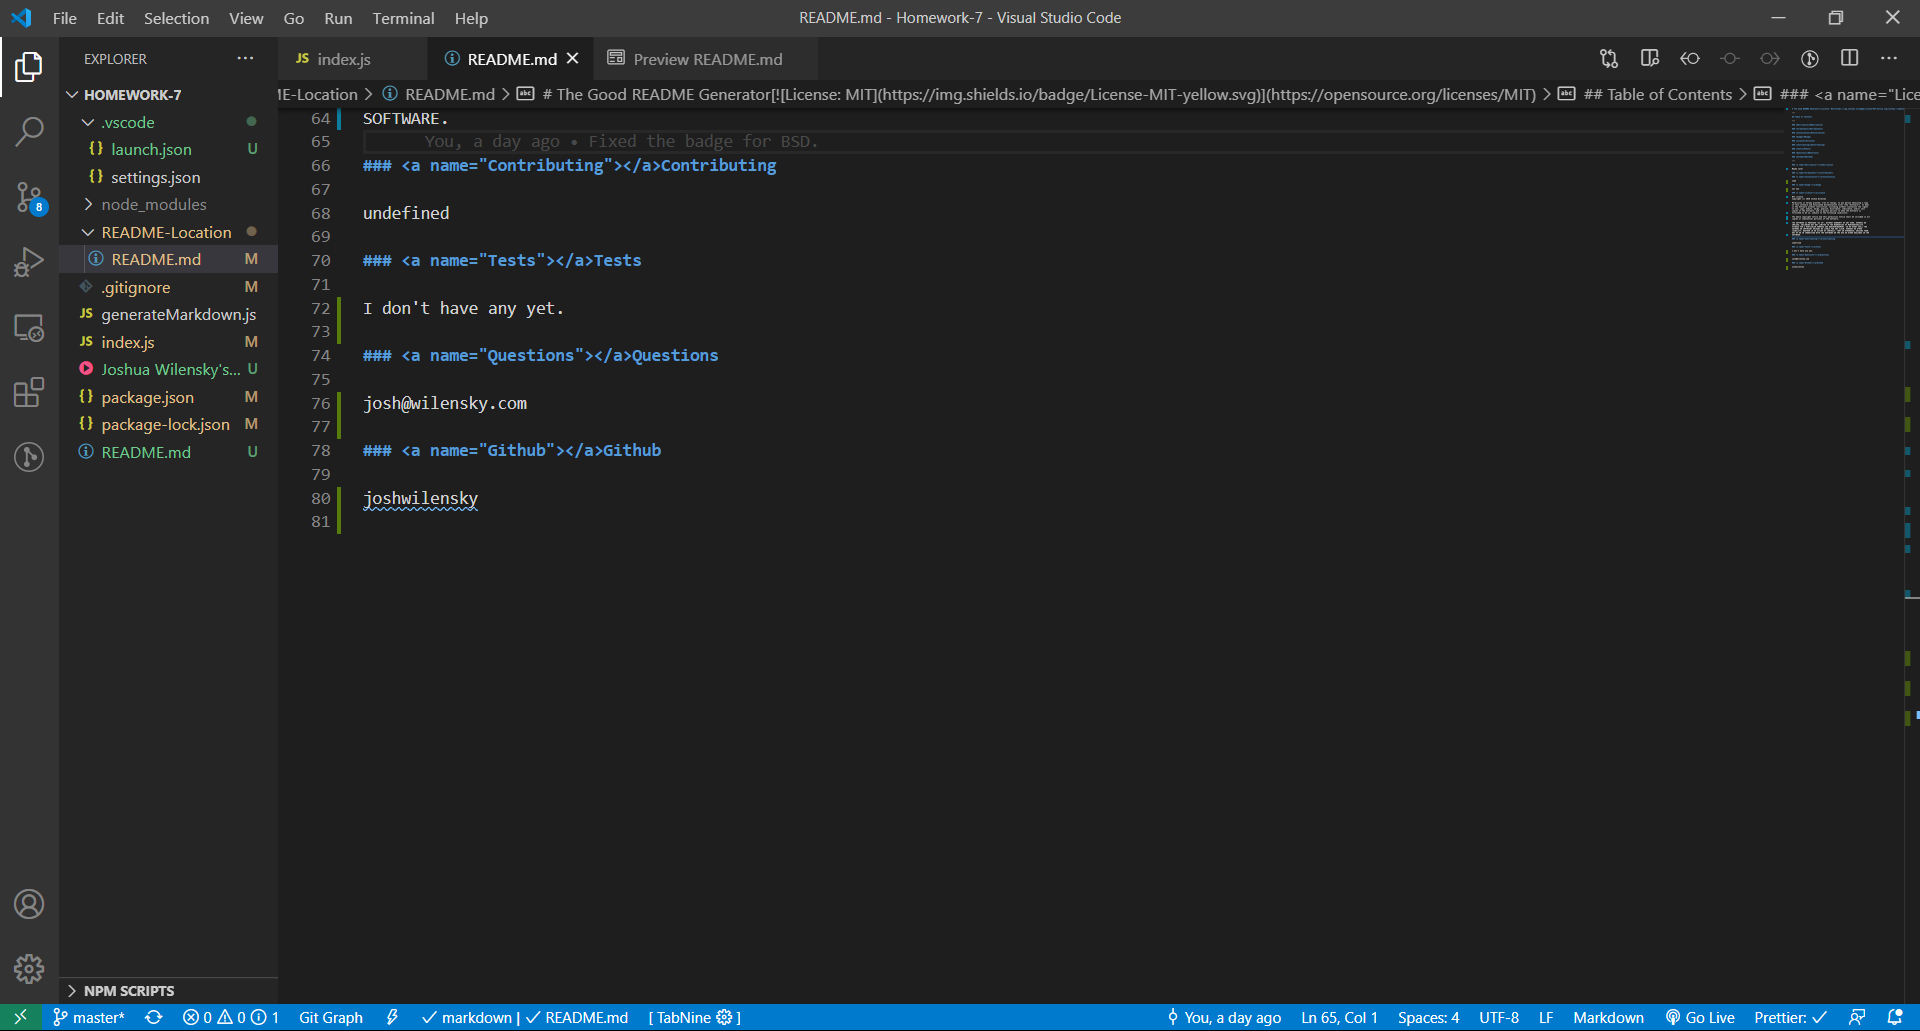 File Edit Selection View Go Run Terminal Help
README.md - Homework-7 - Visual Studio Code
EXPLORER
JS index.js
README.md
Preview README.md
HOMEWORK-7
ME-Location > README.md > # The Good README Generator[![License: MIT](https://img.shields.io/badge/License-MIT-yellow.svg)](https://opensource.org/licenses/MIT) > ## Table of Contents > ### <a name="Lice
.vscode
{} launch.json U
{} settings.json
node_modules
README-Location
README.md M
.gitignore M
JS generateMarkdown.js
JS index.js M
Joshua Wilensky's... U
{} package.json M
{} package-lock.json M
README.md U
8
64 SOFTWARE.
65 You, a day ago • Fixed the badge for BSD.
66 ### <a name="Contributing"></a>Contributing
67
68 undefined
69
70 ### <a name="Tests"></a>Tests
71
72 I don't have any yet.
73
74 ### <a name="Questions"></a>Questions
75
76 josh@wilensky.com
77
78 ### <a name="Github"></a>Github
79
80 joshwilensky
81
NPM SCRIPTS
master* 0 0 1 Git Graph markdown | README.md [ TabNine ] You, a day ago Ln 65, Col 1 Spaces: 4 UTF-8 LF Markdown Go Live Prettier: